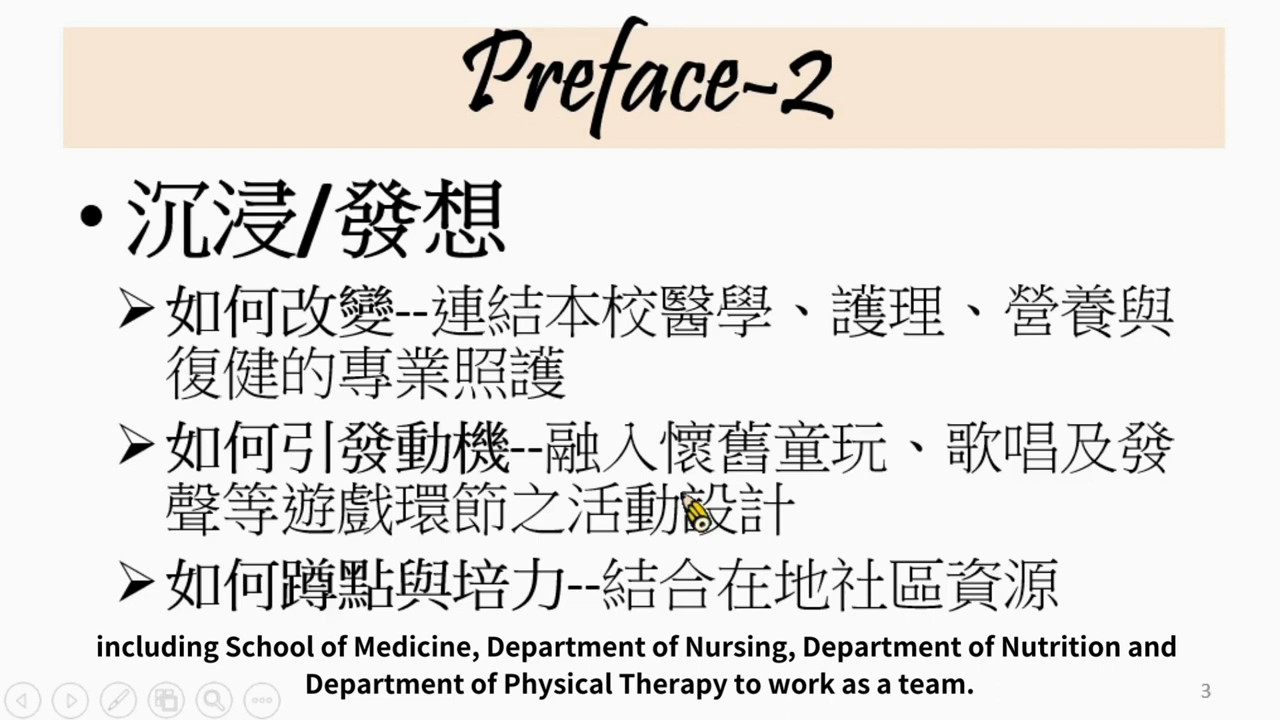 Preface-2
• 沉浸/發想
➢ 如何改變--連結本校醫學、護理、營養與
復健的專業照護
➢ 如何引發動機--融入懷舊童玩、歌唱及發
聲等遊戲環節之活動設計
➢ 如何蹲點與培力--結合在地社區資源
including School of Medicine, Department of Nursing, Department of Nutrition and
Department of Physical Therapy to work as a team.
3